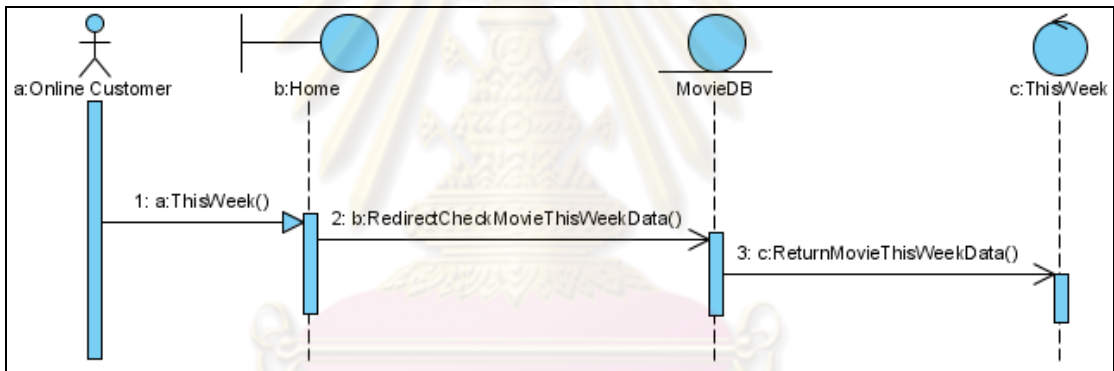 a:Online Customer
b:Home
MovieDB
c:ThisWeek
1: a:ThisWeek()
2: b:RedirectCheckMovieThisWeekData()
3: c:ReturnMovieThisWeekData()